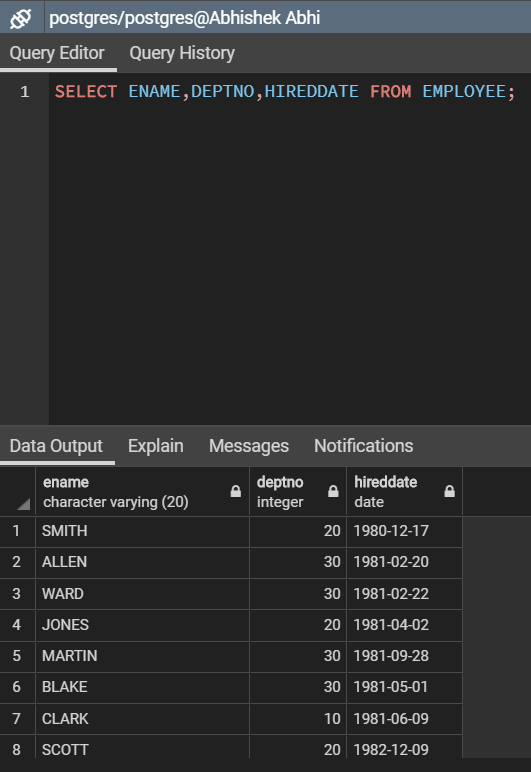 postgres/postgres@Abhishek Abhi
Query Editor Query History
1 SELECT ENAME,DEPTNO,HIREDDATE FROM EMPLOYEE;
Data Output Explain Messages Notifications
ename deptno hireddate
character varying (20) integer date
1 SMITH 20 1980-12-17
2 ALLEN 30 1981-02-20
3 WARD 30 1981-02-22
4 JONES 20 1981-04-02
5 MARTIN 30 1981-09-28
6 BLAKE 30 1981-05-01
7 CLARK 10 1981-06-09
8 SCOTT 20 1982-12-09